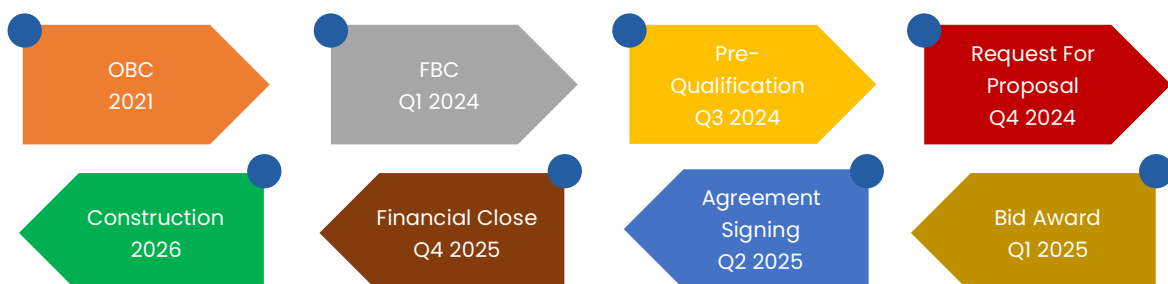 OBC
2021
FBC
Q1 2024
Pre-
Qualification
Q3 2024
Request For
Proposal
Q4 2024
Construction
2026
Financial Close
Q4 2025
Agreement
Signing
Q2 2025
Bid Award
Q1 2025